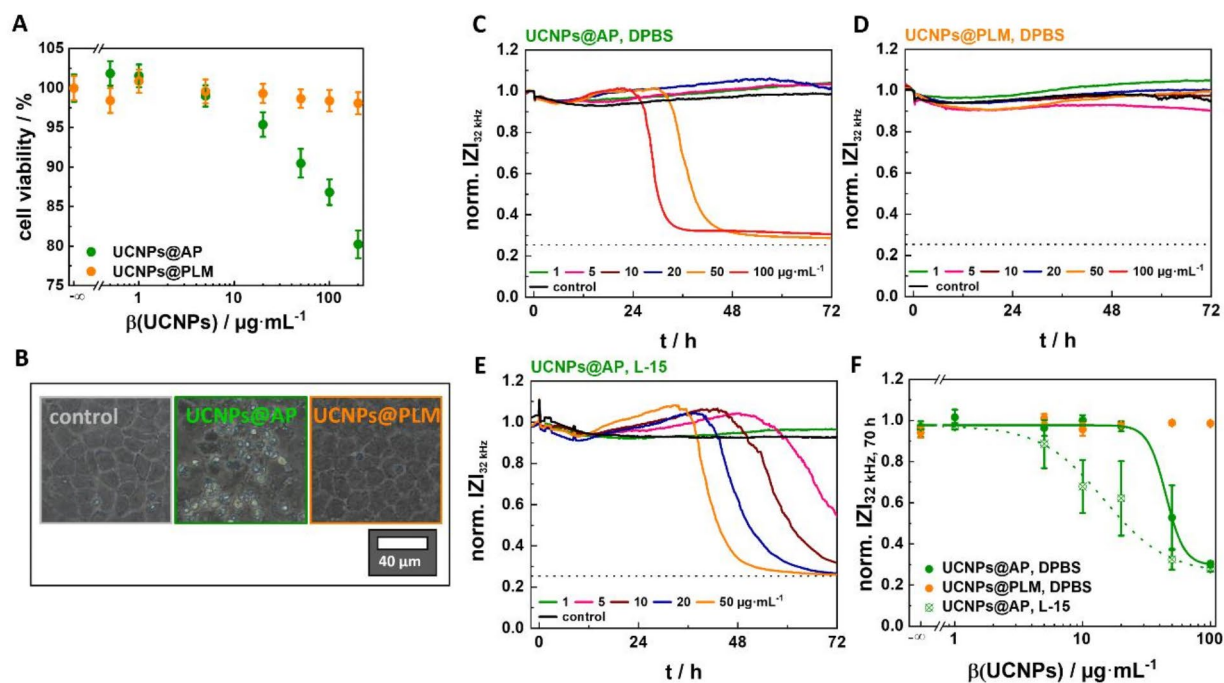 A
cell viability / %
105
100
95
90
85
80
75
UCNPs@AP
UCNPs@PLM
-∞
1
10
100
β(UCNPs) / µg·mL⁻¹
B
control
UCNPs@AP
UCNPs@PLM
40 µm
C
UCNPs@AP, DPBS
norm. |Z|32 kHz
1.2
1.0
0.8
0.6
0.4
0.2
0.0
1 5 10 20 50 100 µg·mL⁻¹
control
0 24 48 72
t / h
D
UCNPs@PLM, DPBS
norm. |Z|32 kHz
1.2
1.0
0.8
0.6
0.4
0.2
0.0
1 5 10 20 50 100 µg·mL⁻¹
control
0 24 48 72
t / h
E
UCNPs@AP, L-15
norm. |Z|32 kHz
1.2
1.0
0.8
0.6
0.4
0.2
0.0
1 5 10 20 50 µg·mL⁻¹
control
0 24 48 72
t / h
F
norm. |Z|32 kHz, 70 h
1.2
1.0
0.8
0.6
0.4
0.2
0.0
UCNPs@AP, DPBS
UCNPs@PLM, DPBS
UCNPs@AP, L-15
-∞
1
10
100
β(UCNPs) / µg·mL⁻¹